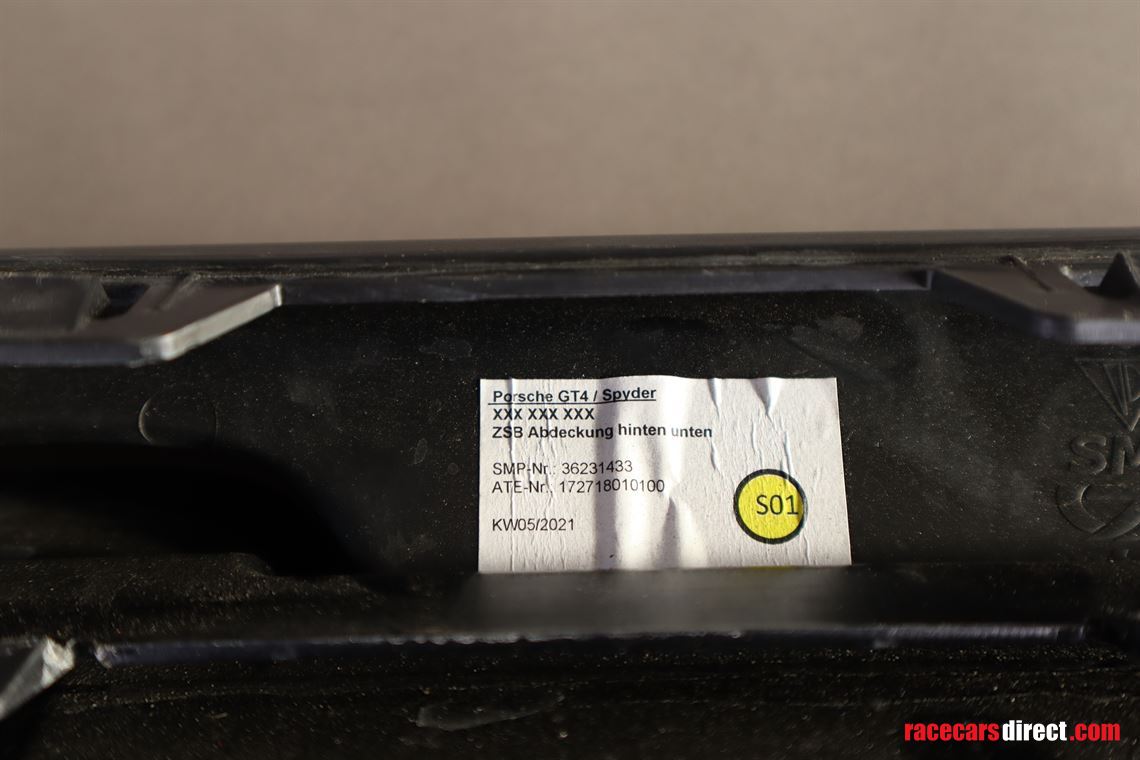 Porsche GT4 / Spyder
XXX XXX XXX
ZSB Abdeckung hinten unten
SMP-Nr.: 36231433
ATE-Nr.: 172718010100
S01
KW05/2021
racecarsdirect.com